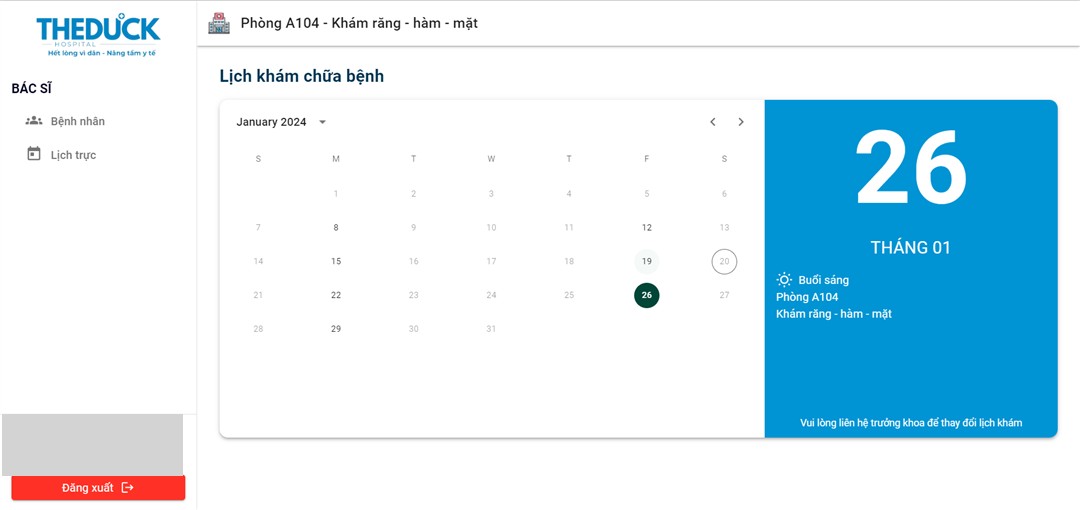 THEDUCK
HOSPITAL
Hết lòng vì dân - Nâng tầm y tế
BÁC SĨ
Bệnh nhân
Lịch trực
Đăng xuất
Phòng A104 - Khám răng - hàm - mặt
Lịch khám chữa bệnh
January 2024
S M T W T F S
1 2 3 4 5 6
7 8 9 10 11 12 13
14 15 16 17 18 19 20
21 22 23 24 25 26 27
28 29 30 31
26
THÁNG 01
Buổi sáng
Phòng A104
Khám răng - hàm - mặt
Vui lòng liên hệ trưởng khoa để thay đổi lịch khám